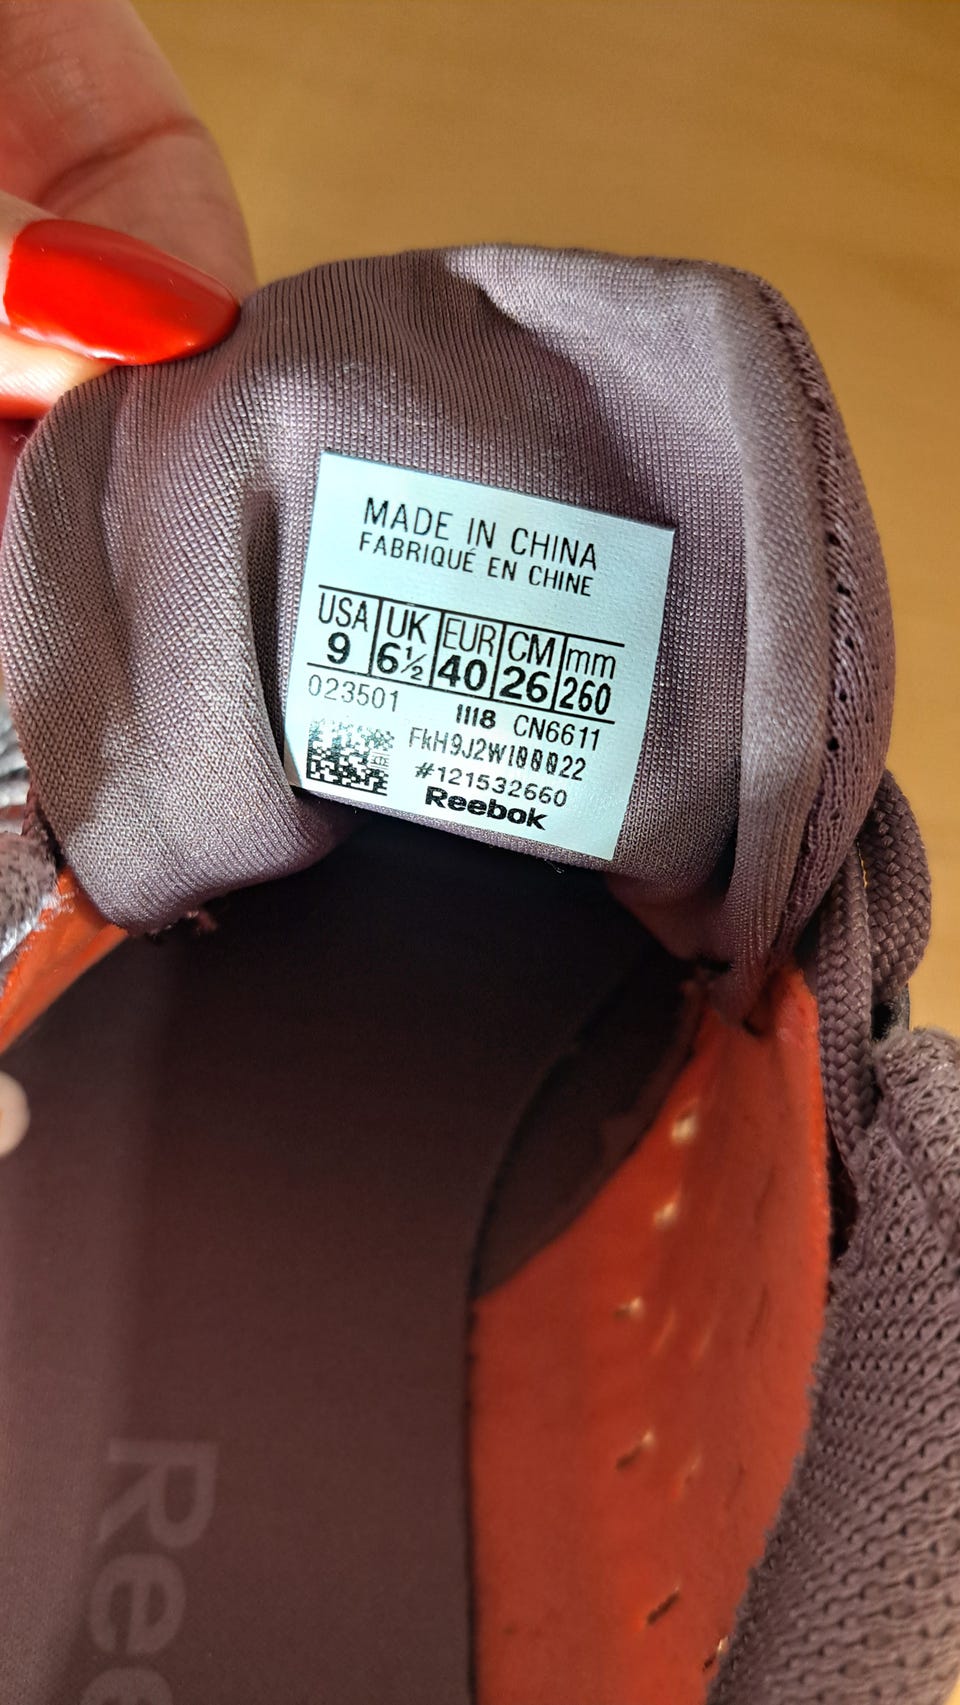 MADE IN CHINA
FABRIQUÉ EN CHINE
USA UK EUR CM mm
9 6½ 40 26 260
023501 1118 CN6611
FkH9J2W100022
#121532660
Reebok
Ree